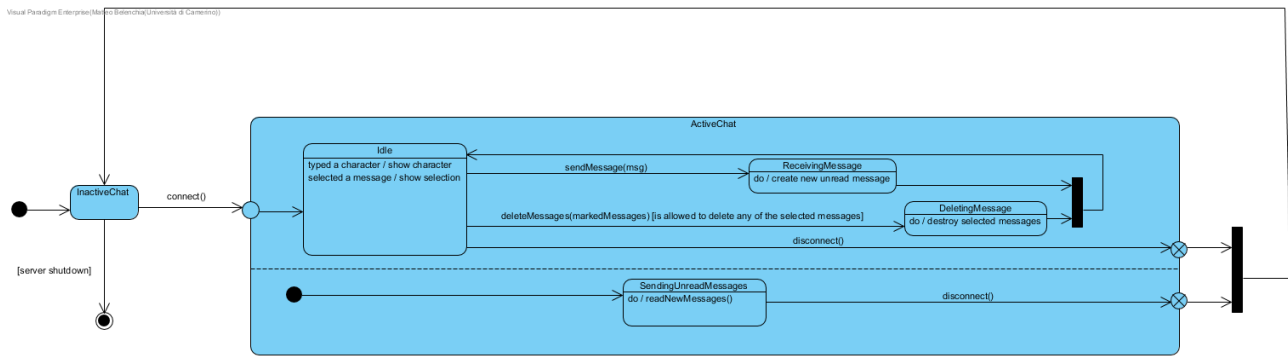 Visual Paradigm Enterprise(Matteo Belenchia(Università di Camerino))
ActiveChat
Idle
typed a character / show character
selected a message / show selection
sendMessage(msg)
ReceivingMessage
do / create new unread message
InactiveChat
connect()
deleteMessages(markedMessages) [is allowed to delete any of the selected messages]
DeletingMessage
do / destroy selected messages
disconnect()
[server shutdown]
SendingUnreadMessages
do / readNewMessages()
disconnect()